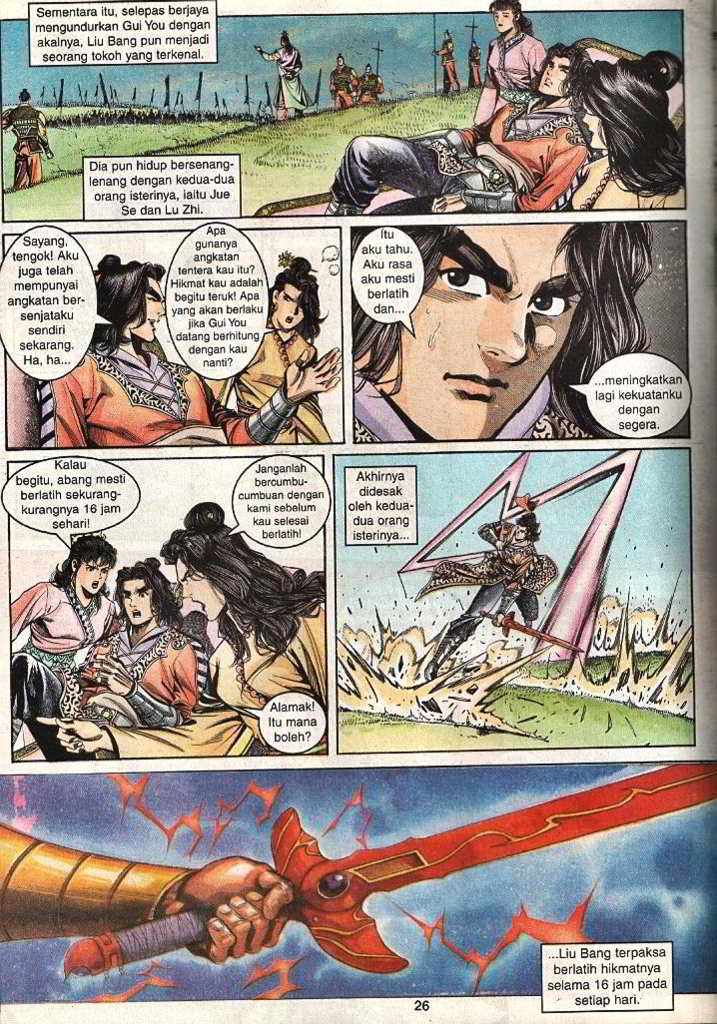 Sementara itu, selepas berjaya
mengundurkan Gui You dengan
akalnya, Liu Bang pun menjadi
seorang tokoh yang terkenal.
Dia pun hidup bersenang-
lenang dengan kedua-dua
orang isterinya, iaitu Jue
Se dan Lu Zhi.
Sayang,
tengok! Aku
juga telah
mempunyai
angkatan ber-
senjataku
sendiri
sekarang.
Ha, ha...
Apa
gunanya
angkatan
tentera kau itu?
Hikmat kau adalah
begitu teruk! Apa
yang akan berlaku
jika Gui You
datang berhitung
dengan kau
nanti?
Itu
aku tahu.
Aku rasa
aku mesti
berlatih
dan...
...meningkatkan
lagi kekuatanku
dengan
segera.
Kalau
begitu, abang mesti
berlatih sekurang-
kurangnya 16 jam
sehari!
Janganlah
bercumbu-
cumbuan dengan
kami sebelum
kau selesai
berlatih!
Alamak!
Itu mana
boleh?
Akhirnya
didesak
oleh kedua-
dua orang
isterinya...
...Liu Bang terpaksa
berlatih hikmatnya
selama 16 jam pada
setiap hari.
26